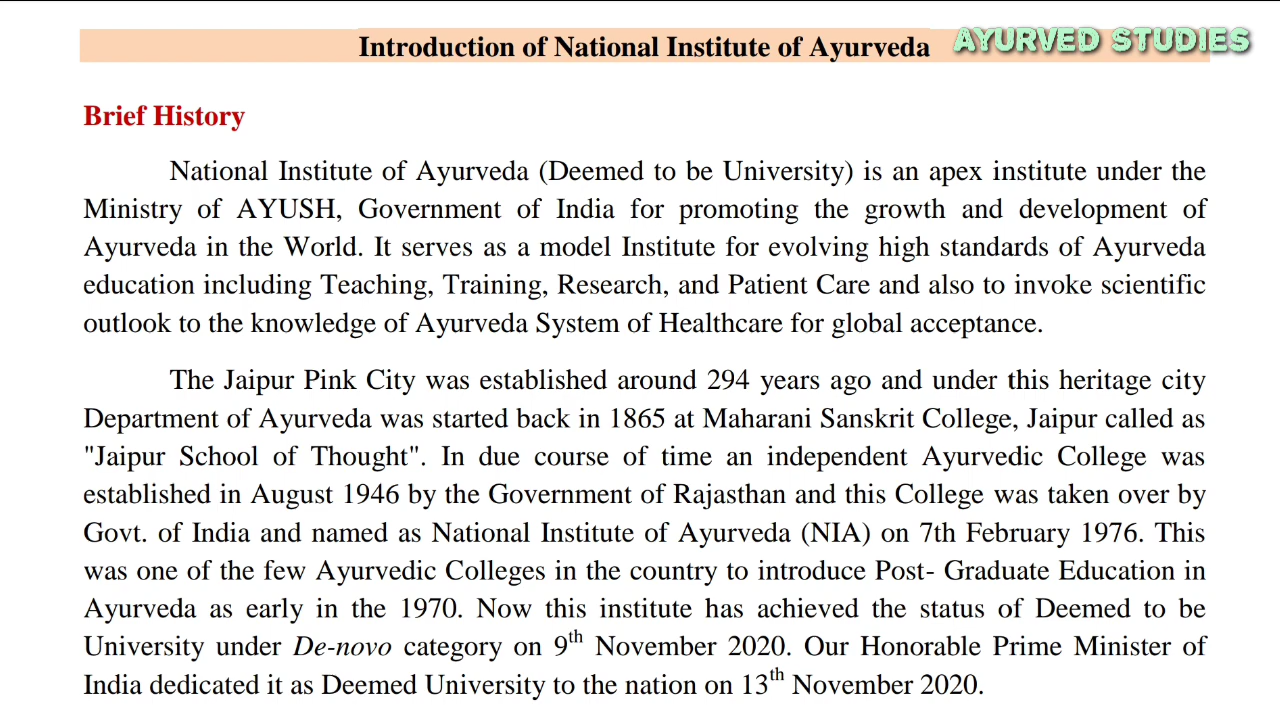 Introduction of National Institute of Ayurveda
AYURVED STUDIES
Brief History
National Institute of Ayurveda (Deemed to be University) is an apex institute under the
Ministry of AYUSH, Government of India for promoting the growth and development of
Ayurveda in the World. It serves as a model Institute for evolving high standards of Ayurveda
education including Teaching, Training, Research, and Patient Care and also to invoke scientific
outlook to the knowledge of Ayurveda System of Healthcare for global acceptance.
The Jaipur Pink City was established around 294 years ago and under this heritage city
Department of Ayurveda was started back in 1865 at Maharani Sanskrit College, Jaipur called as
"Jaipur School of Thought". In due course of time an independent Ayurvedic College was
established in August 1946 by the Government of Rajasthan and this College was taken over by
Govt. of India and named as National Institute of Ayurveda (NIA) on 7th February 1976. This
was one of the few Ayurvedic Colleges in the country to introduce Post- Graduate Education in
Ayurveda as early in the 1970. Now this institute has achieved the status of Deemed to be
University under De-novo category on 9th November 2020. Our Honorable Prime Minister of
India dedicated it as Deemed University to the nation on 13th November 2020.